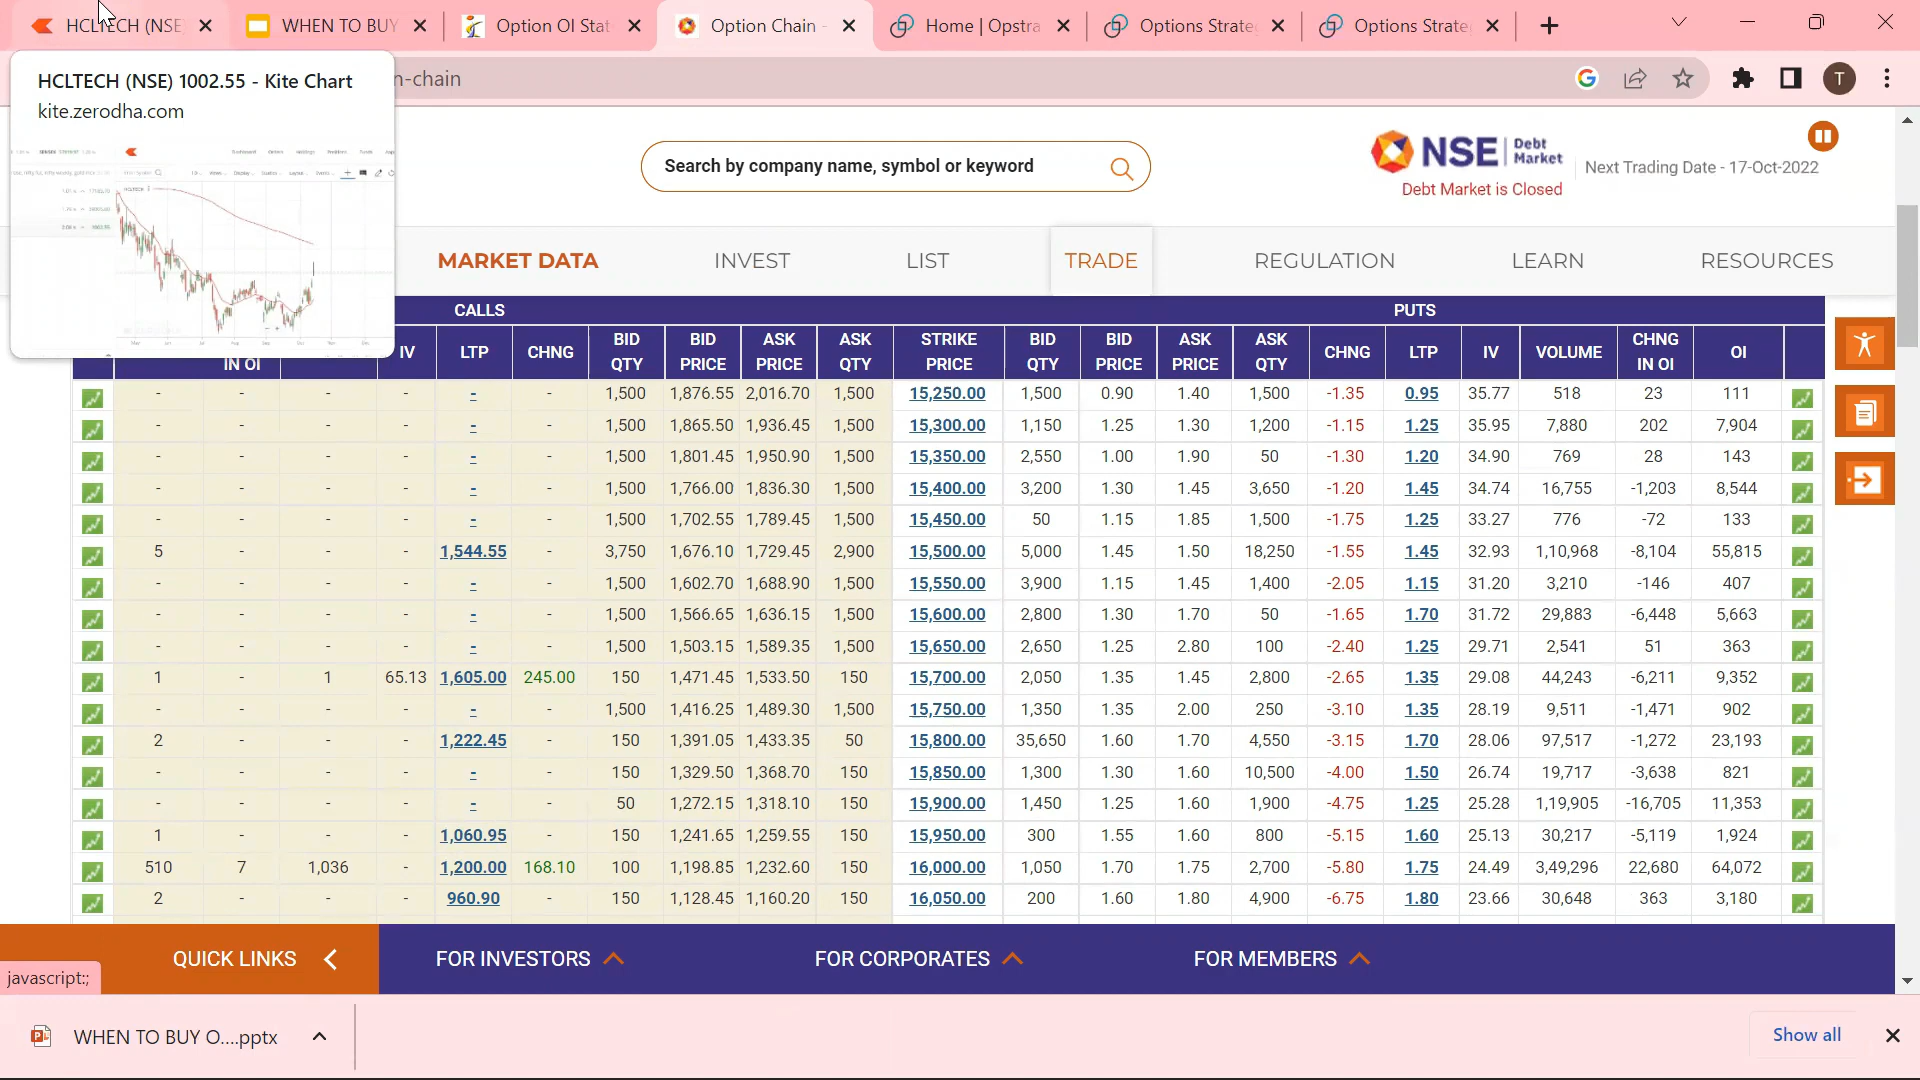 HCLTECH (NSE
WHEN TO BUY
Option OI Stat
Option Chain -
Home | Opstra
Options Strate
Options Strate
HCLTECH (NSE) 1002.55 - Kite Chart
kite.zerodha.com
n-chain
T
Search by company name, symbol or keyword
NSE Debt Market
Debt Market is Closed
Next Trading Date - 17-Oct-2022
MARKET DATA INVEST LIST TRADE REGULATION LEARN RESOURCES
CALLS PUTS
IN OI IV LTP CHNG BID QTY BID PRICE ASK PRICE ASK QTY STRIKE PRICE BID QTY BID PRICE ASK PRICE ASK QTY CHNG LTP IV VOLUME CHNG IN OI OI
- - - - - - 1,500 1,876.55 2,016.70 1,500 15,250.00 1,500 0.90 1.40 1,500 -1.35 0.95 35.77 518 23 111
- - - - - - 1,500 1,865.50 1,936.45 1,500 15,300.00 1,150 1.25 1.30 1,200 -1.15 1.25 35.95 7,880 202 7,904
- - - - - - 1,500 1,801.45 1,950.90 1,500 15,350.00 2,550 1.00 1.90 50 -1.30 1.20 34.90 769 28 143
- - - - - - 1,500 1,766.00 1,836.30 1,500 15,400.00 3,200 1.30 1.45 3,650 -1.20 1.45 34.74 16,755 -1,203 8,544
- - - - - - 1,500 1,702.55 1,789.45 1,500 15,450.00 50 1.15 1.85 1,500 -1.75 1.25 33.27 776 -72 133
5 - - - 1,544.55 - 3,750 1,676.10 1,729.45 2,900 15,500.00 5,000 1.45 1.50 18,250 -1.55 1.45 32.93 1,10,968 -8,104 55,815
- - - - - - 1,500 1,602.70 1,688.90 1,500 15,550.00 3,900 1.15 1.45 1,400 -2.05 1.15 31.20 3,210 -146 407
- - - - - - 1,500 1,566.65 1,636.15 1,500 15,600.00 2,800 1.30 1.70 50 -1.65 1.70 31.72 29,883 -6,448 5,663
- - - - - - 1,500 1,503.15 1,589.35 1,500 15,650.00 2,650 1.25 2.80 100 -2.40 1.25 29.71 2,541 51 363
1 - 1 65.13 1,605.00 245.00 150 1,471.45 1,533.50 150 15,700.00 2,050 1.35 1.45 2,800 -2.65 1.35 29.08 44,243 -6,211 9,352
- - - - - - 1,500 1,416.25 1,489.30 1,500 15,750.00 1,350 1.35 2.00 250 -3.10 1.35 28.19 9,511 -1,471 902
2 - - - 1,222.45 - 150 1,391.05 1,433.35 50 15,800.00 35,650 1.60 1.70 4,550 -3.15 1.70 28.06 97,517 -1,272 23,193
- - - - - - 150 1,329.50 1,368.70 150 15,850.00 1,300 1.30 1.60 10,500 -4.00 1.50 26.74 19,717 -3,638 821
- - - - - - 50 1,272.15 1,318.10 150 15,900.00 1,450 1.25 1.60 1,900 -4.75 1.25 25.28 1,19,905 -16,705 11,353
1 - - - 1,060.95 - 150 1,241.65 1,259.55 150 15,950.00 300 1.55 1.60 800 -5.15 1.60 25.13 30,217 -5,119 1,924
510 7 1,036 - 1,200.00 168.10 100 1,198.85 1,232.60 150 16,000.00 1,050 1.70 1.75 2,700 -5.80 1.75 24.49 3,49,296 22,680 64,072
2 - - - 960.90 - 150 1,128.45 1,160.20 150 16,050.00 200 1.60 1.80 4,900 -6.75 1.80 23.66 30,648 363 3,180
QUICK LINKS FOR INVESTORS FOR CORPORATES FOR MEMBERS
javascript:;
WHEN TO BUY O....pptx
Show all